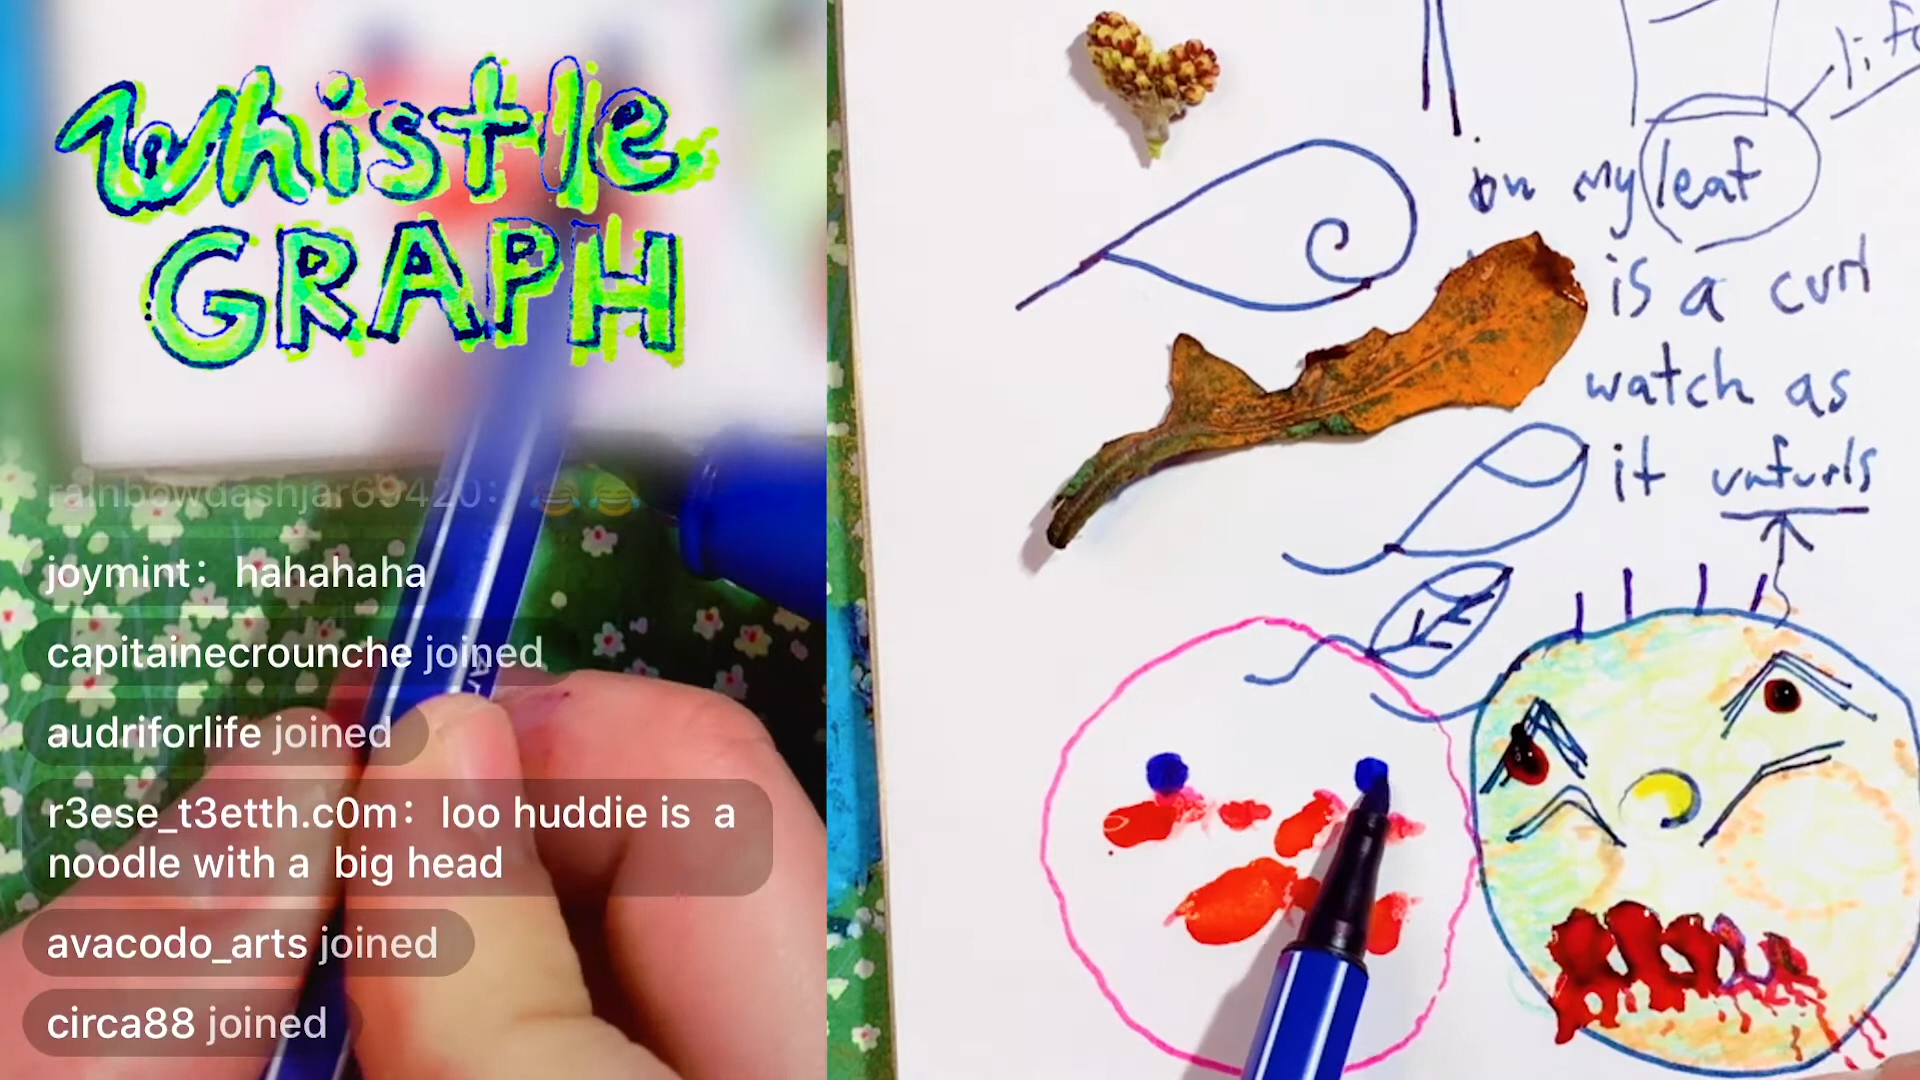 Whistle
GRAPH
rainbowdashjar69420: 😂😂
joymint: hahahaha
capitainecrounche joined
audriforlife joined
r3ese_t3etth.c0m: loo huddie is a
noodle with a big head
avacodo_arts joined
circa88 joined
on my leaf
is a curl
watch as
it unfurls